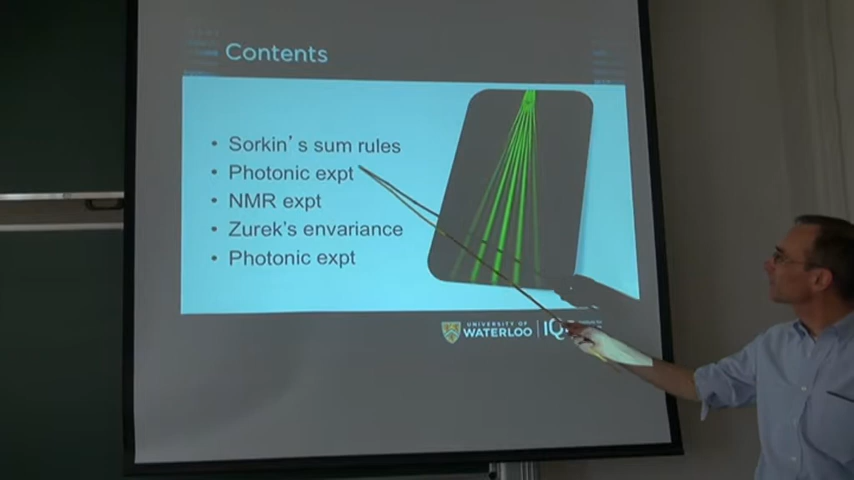 Contents
• Sorkin's sum rules
• Photonic expt
• NMR expt
• Zurek's envariance
• Photonic expt
UNIVERSITY OF
WATERLOO